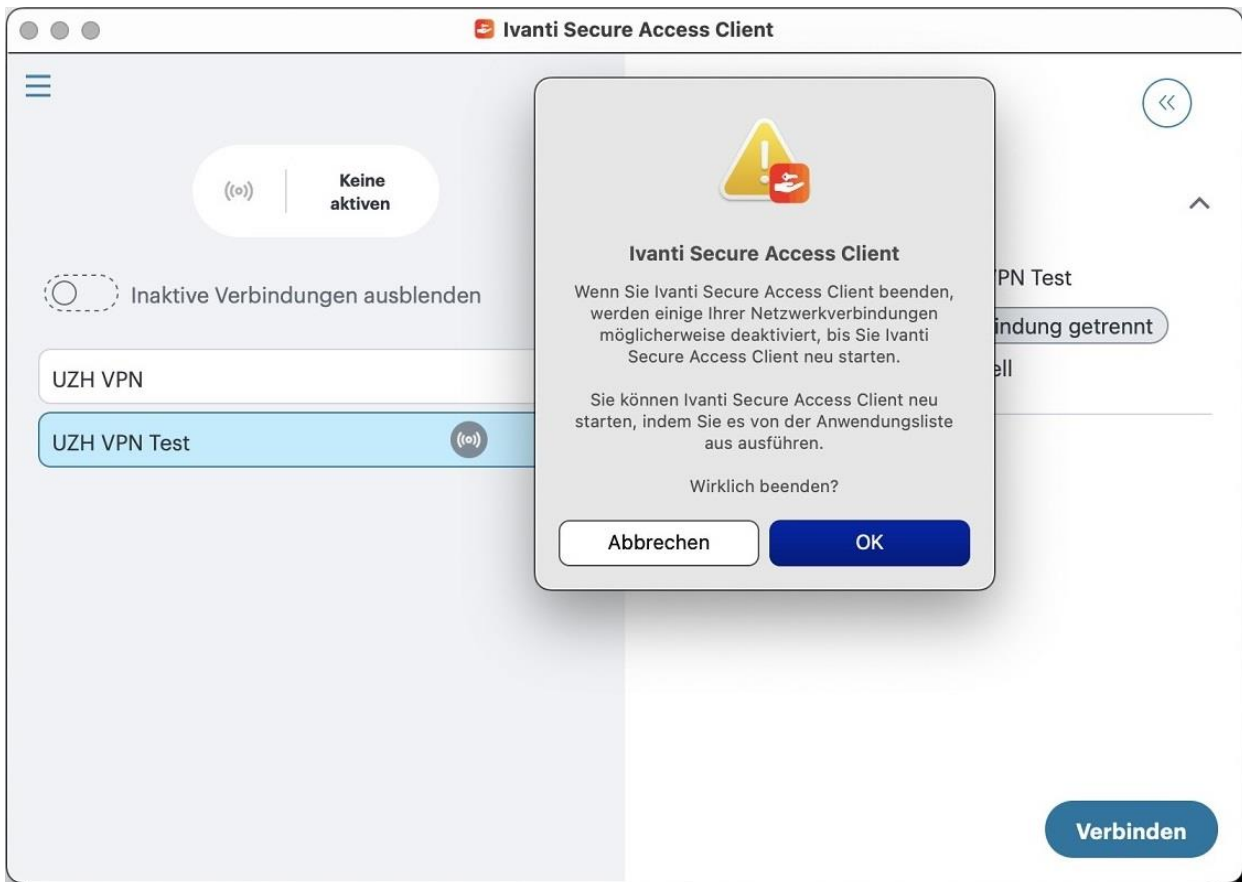 Ivanti Secure Access Client
Keine
aktiven
Inaktive Verbindungen ausblenden
UZH VPN
UZH VPN Test
Ivanti Secure Access Client
Wenn Sie Ivanti Secure Access Client beenden,
werden einige Ihrer Netzwerkverbindungen
möglicherweise deaktiviert, bis Sie Ivanti
Secure Access Client neu starten.
Sie können Ivanti Secure Access Client neu
starten, indem Sie es von der Anwendungsliste
aus ausführen.
Wirklich beenden?
Abbrechen
OK
VPN Test
indung getrennt
ell
Verbinden